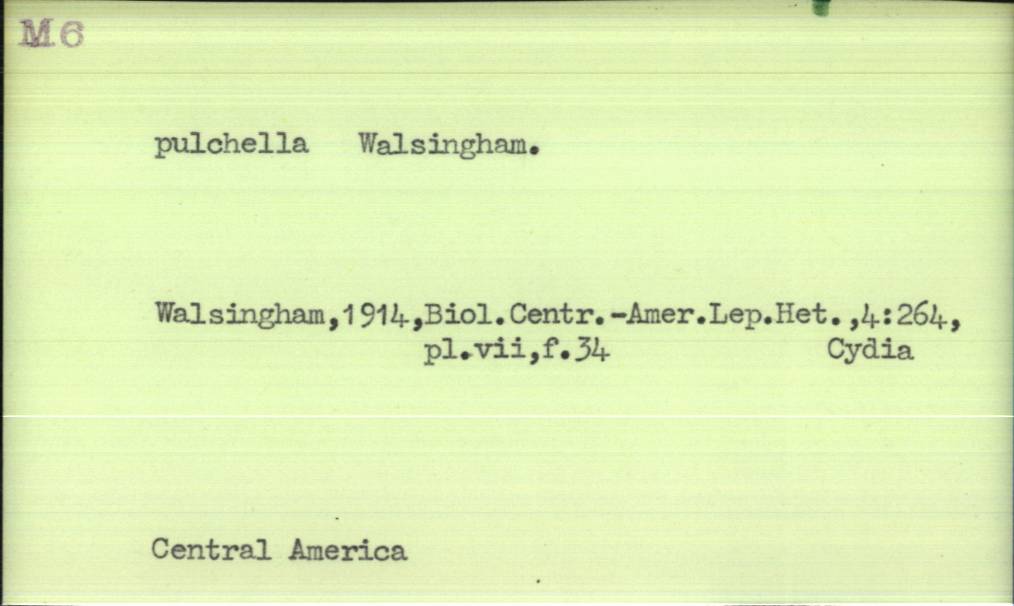 M6
pulchella Walsingham.
Walsingham,1914,Biol.Centr.-Amer.Lep.Het.,4:264,
pl.vii,f.34 Cydia
Central America